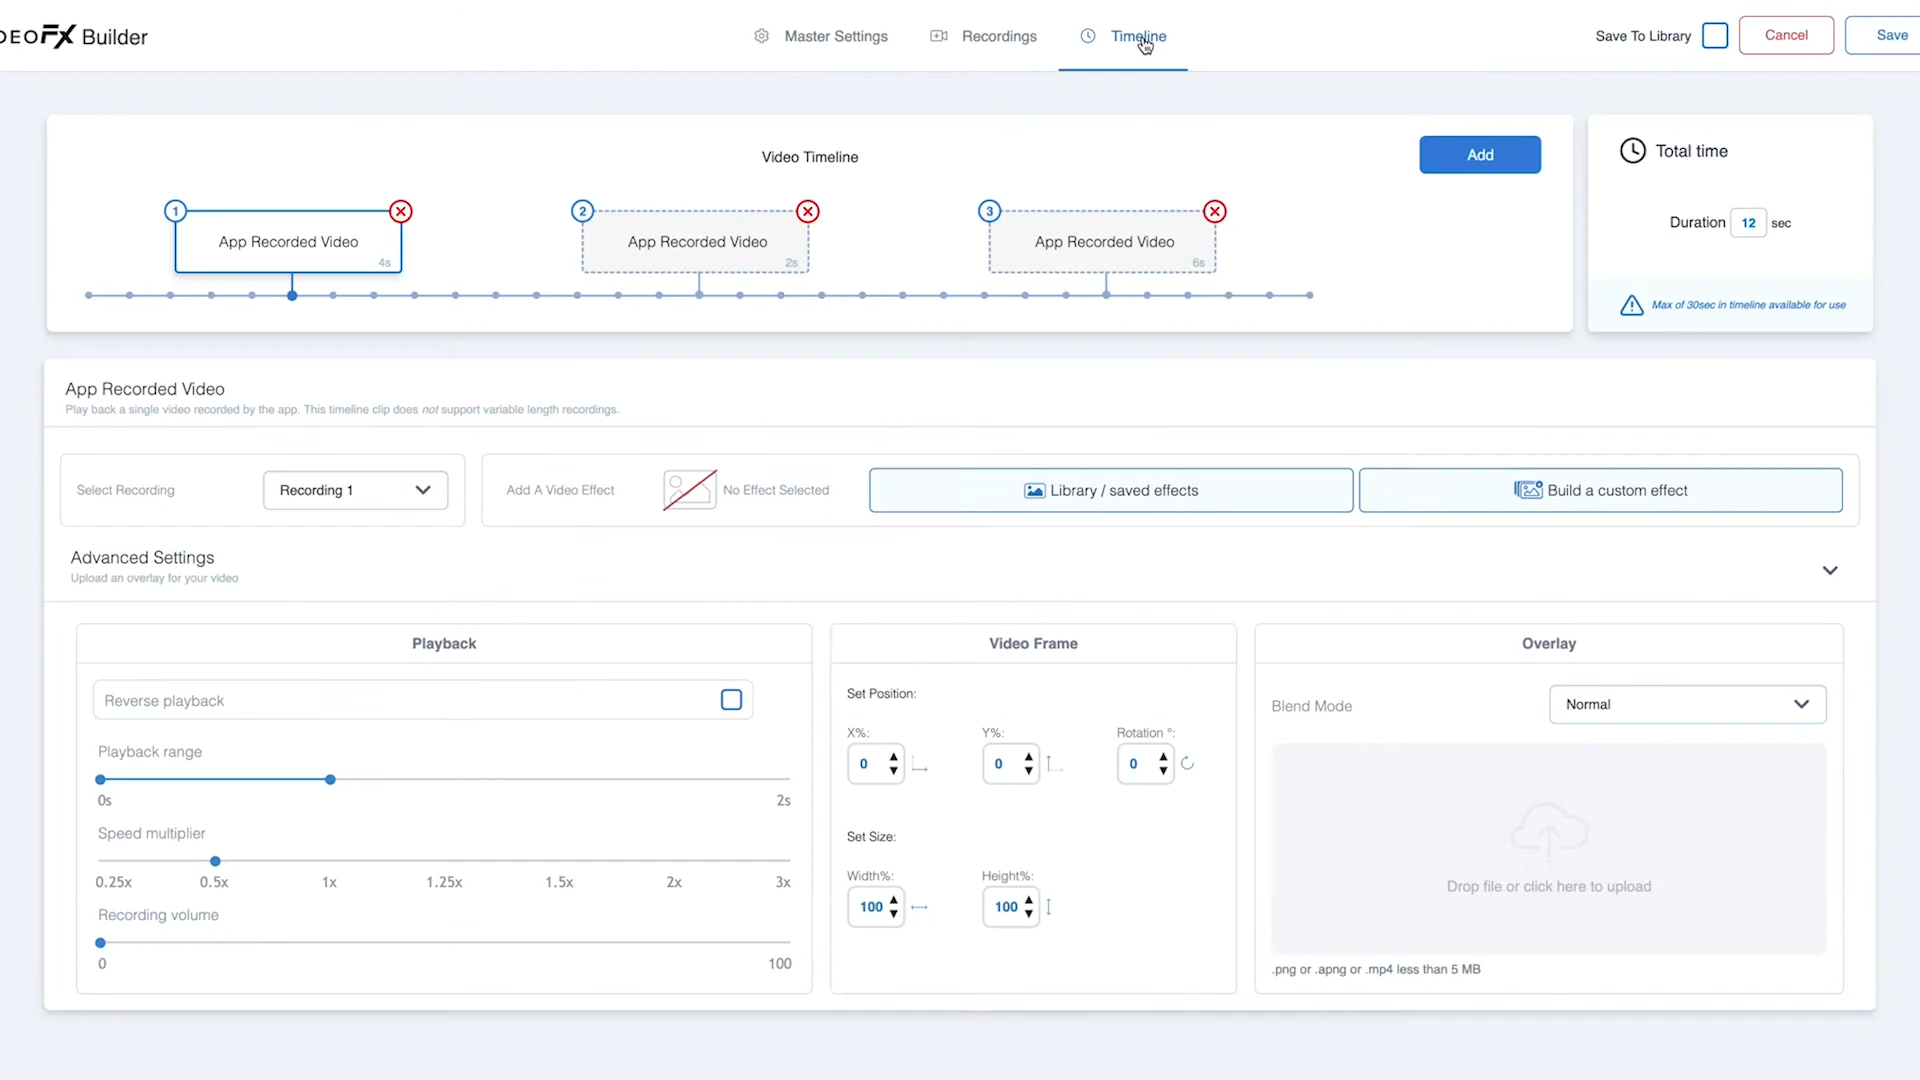 DEOFX Builder
Master Settings
Recordings
Timeline
Save To Library
Cancel
Save
Video Timeline
Add
1
App Recorded Video
4s
2
App Recorded Video
2s
3
App Recorded Video
6s
Total time
Duration 12 sec
Max of 30sec in timeline available for use
App Recorded Video
Play back a single video recorded by the app. This timeline clip does not support variable length recordings.
Select Recording
Recording 1
Add A Video Effect
No Effect Selected
Library / saved effects
Build a custom effect
Advanced Settings
Upload an overlay for your video
Playback
Reverse playback
Playback range
0s 2s
Speed multiplier
0.25x 0.5x 1x 1.25x 1.5x 2x 3x
Recording volume
0 100
Video Frame
Set Position:
X%: Y%: Rotation °:
0 0 0
Set Size:
Width%: Height%:
100 100
Overlay
Blend Mode
Normal
Drop file or click here to upload
.png or .apng or .mp4 less than 5 MB